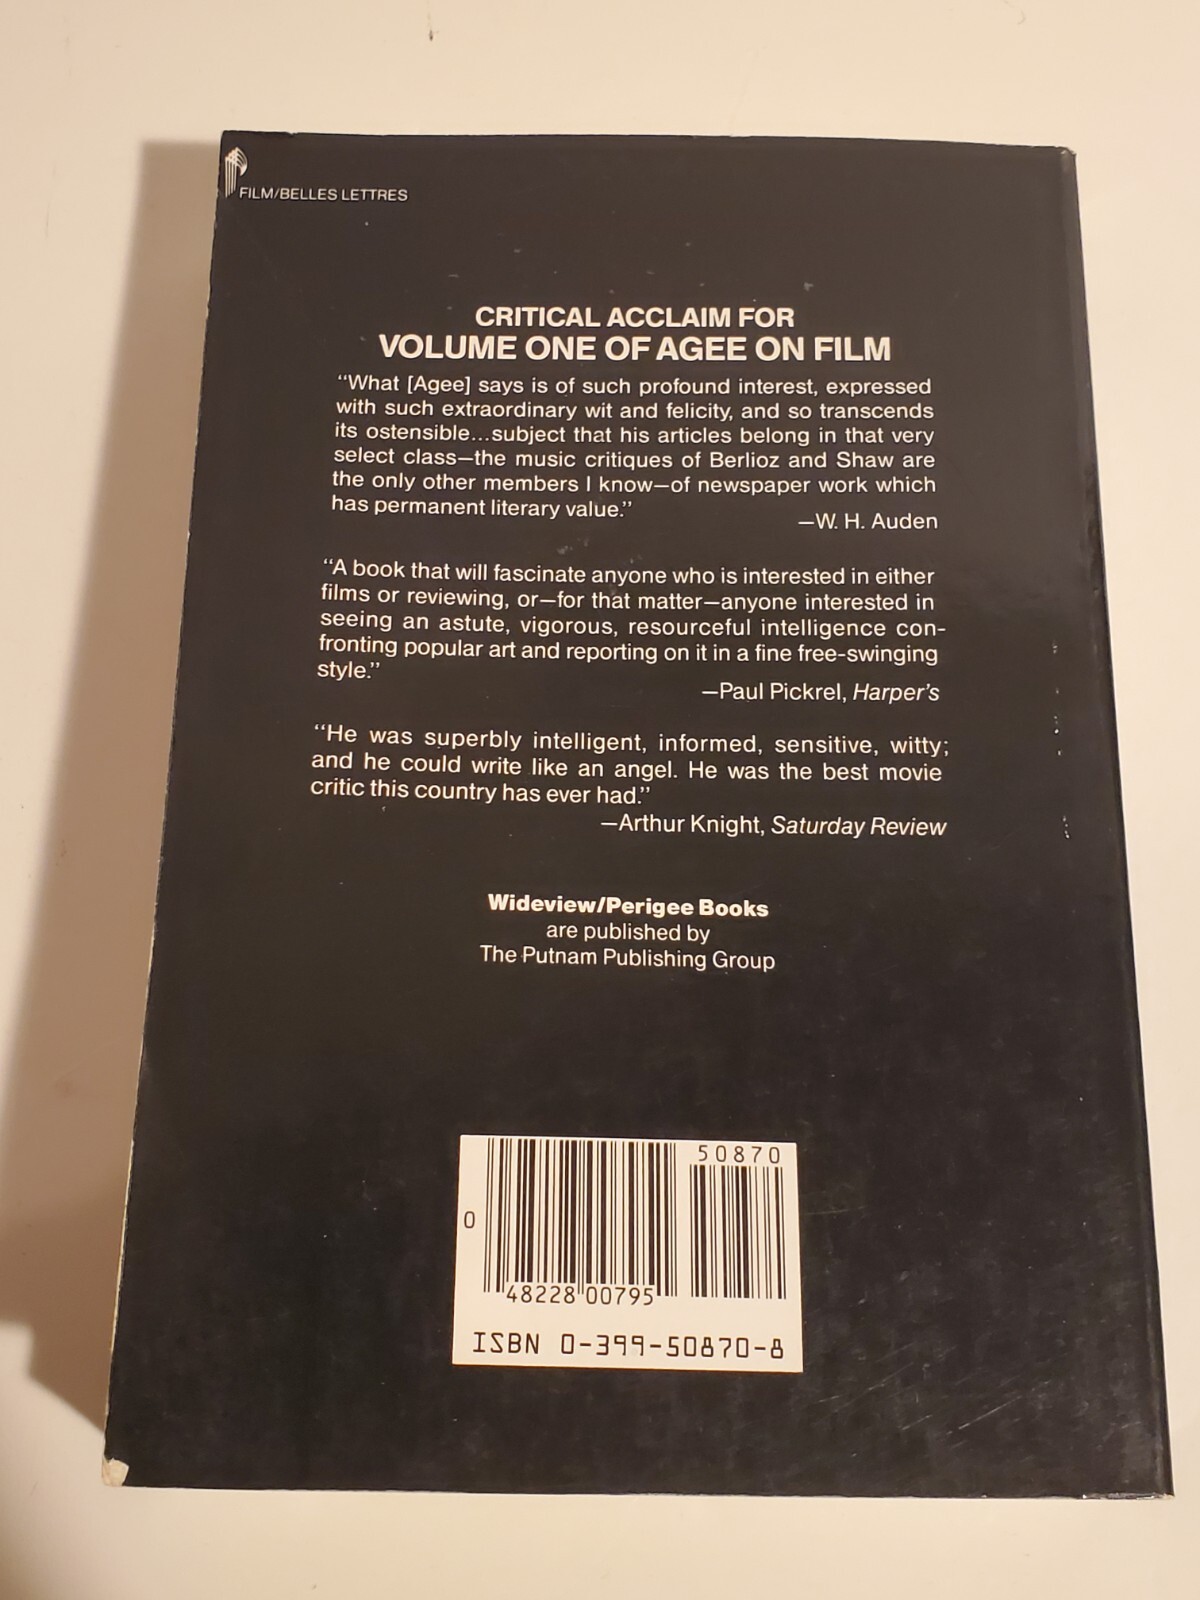 FILM/BELLES LETTRES
CRITICAL ACCLAIM FOR
VOLUME ONE OF AGEE ON FILM
“What [Agee] says is of such profound interest, expressed
with such extraordinary wit and felicity, and so transcends
its ostensible...subject that his articles belong in that very
select class—the music critiques of Berlioz and Shaw are
the only other members I know—of newspaper work which
has permanent literary value.”
—W. H. Auden
“A book that will fascinate anyone who is interested in either
films or reviewing, or—for that matter—anyone interested in
seeing an astute, vigorous, resourceful intelligence con-
fronting popular art and reporting on it in a fine free-swinging
style.”
—Paul Pickrel, Harper's
“He was superbly intelligent, informed, sensitive, witty;
and he could write like an angel. He was the best movie
critic this country has ever had.”
—Arthur Knight, Saturday Review
Wideview/Perigee Books
are published by
The Putnam Publishing Group
50870
0
48228 00795
ISBN 0-399-50870-8